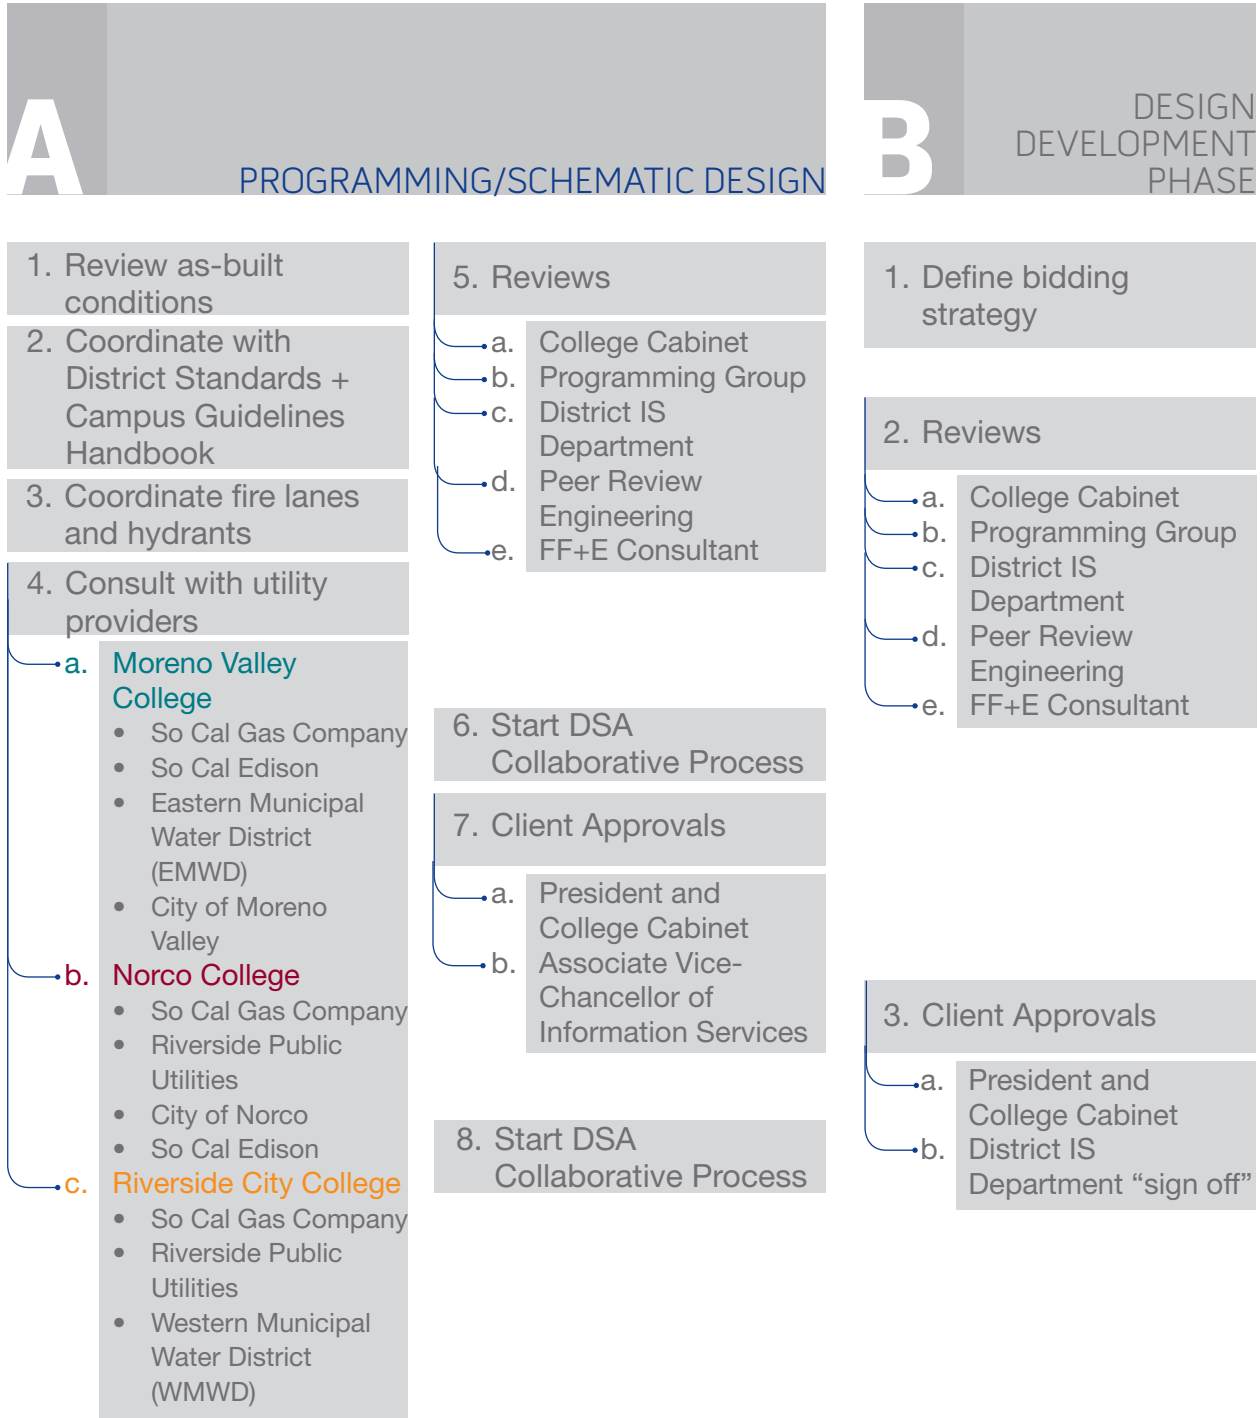 A
PROGRAMMING/SCHEMATIC DESIGN
1. Review as-built
conditions
2. Coordinate with
District Standards +
Campus Guidelines
Handbook
3. Coordinate fire lanes
and hydrants
4. Consult with utility
providers
a. Moreno Valley
College
• So Cal Gas Company
• So Cal Edison
• Eastern Municipal
Water District
(EMWD)
• City of Moreno
Valley
b. Norco College
• So Cal Gas Company
• Riverside Public
Utilities
• City of Norco
• So Cal Edison
c. Riverside City College
• So Cal Gas Company
• Riverside Public
Utilities
• Western Municipal
Water District
(WMWD)
5. Reviews
a. College Cabinet
b. Programming Group
c. District IS
Department
d. Peer Review
Engineering
e. FF+E Consultant
6. Start DSA
Collaborative Process
7. Client Approvals
a. President and
College Cabinet
b. Associate Vice-
Chancellor of
Information Services
8. Start DSA
Collaborative Process
B
DESIGN
DEVELOPMENT
PHASE
1. Define bidding
strategy
2. Reviews
a. College Cabinet
b. Programming Group
c. District IS
Department
d. Peer Review
Engineering
e. FF+E Consultant
3. Client Approvals
a. President and
College Cabinet
b. District IS
Department “sign off”